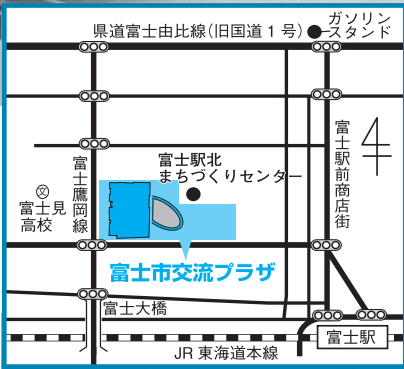 県道富士由比線(旧国道1号)
ガソリン
スタンド
富士駅前商店街
富士駅北
まちづくりセンター
富士鷹岡線
文
富士見
高校
富士市交流プラザ
富士大橋
富士駅
JR東海道本線